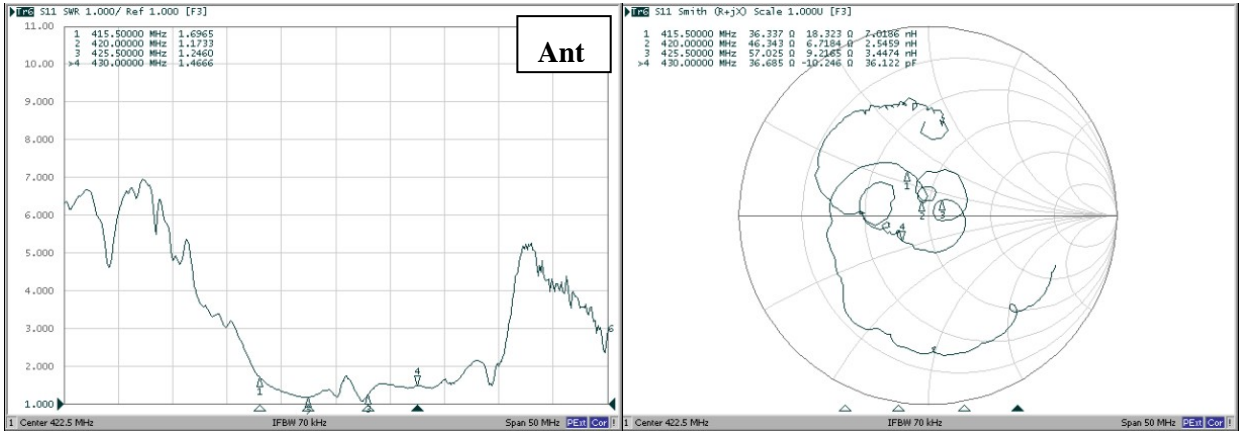 Tr6 S11 SWR 1.000/ Ref 1.000 [F3]
11.00
1 415.50000 MHz 1.6965
2 420.00000 MHz 1.1733
3 425.50000 MHz 1.2460
>4 430.00000 MHz 1.4666
Ant
10.00
9.000
8.000
7.000
6.000
5.000
4.000
3.000
2.000
1.000
1
2
3
4
6
1 Center 422.5 MHz IFBW 70 kHz Span 50 MHz PExt Cor !
Tr6 S11 Smith (R+jX) Scale 1.000U [F3]
1 415.50000 MHz 36.337 Ω 18.323 Ω 7.0186 nH
2 420.00000 MHz 46.343 Ω 6.7184 Ω 2.5459 nH
3 425.50000 MHz 57.025 Ω 9.2165 Ω 3.4474 nH
>4 430.00000 MHz 36.685 Ω -10.246 Ω 36.122 pF
1
2
3
4
1 Center 422.5 MHz IFBW 70 kHz Span 50 MHz PExt Cor !